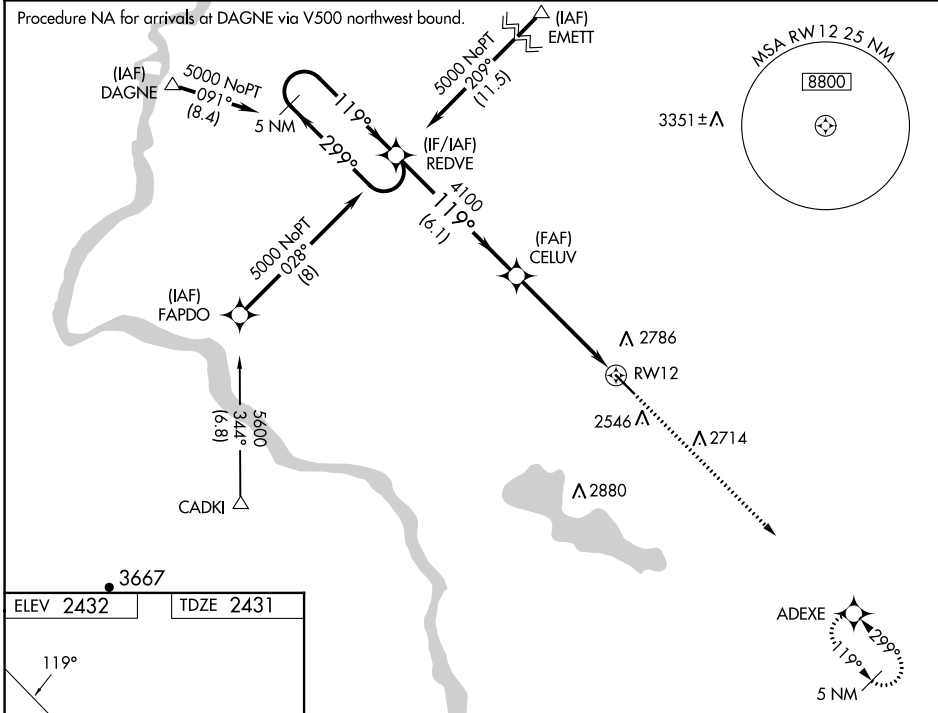 Procedure NA for arrivals at DAGNE via V500 northwest bound.
(IAF)
EMETT
5000 NoPT
209°
(11.5)
(IAF)
DAGNE
5000 NoPT
091°
(8.4)
5 NM
119°
299°
(IF/IAF)
REDVE
MSA RW12 25 NM
8800
3351±
4100
119°
(6.1)
(FAF)
CELUV
5000 NoPT
028°
(8)
(IAF)
FAPDO
2786
RW12
2546
2714
5600
344°
(6.8)
CADKI
2880
3667
ELEV 2432
TDZE 2431
119°
ADEXE
299°
119°
5 NM